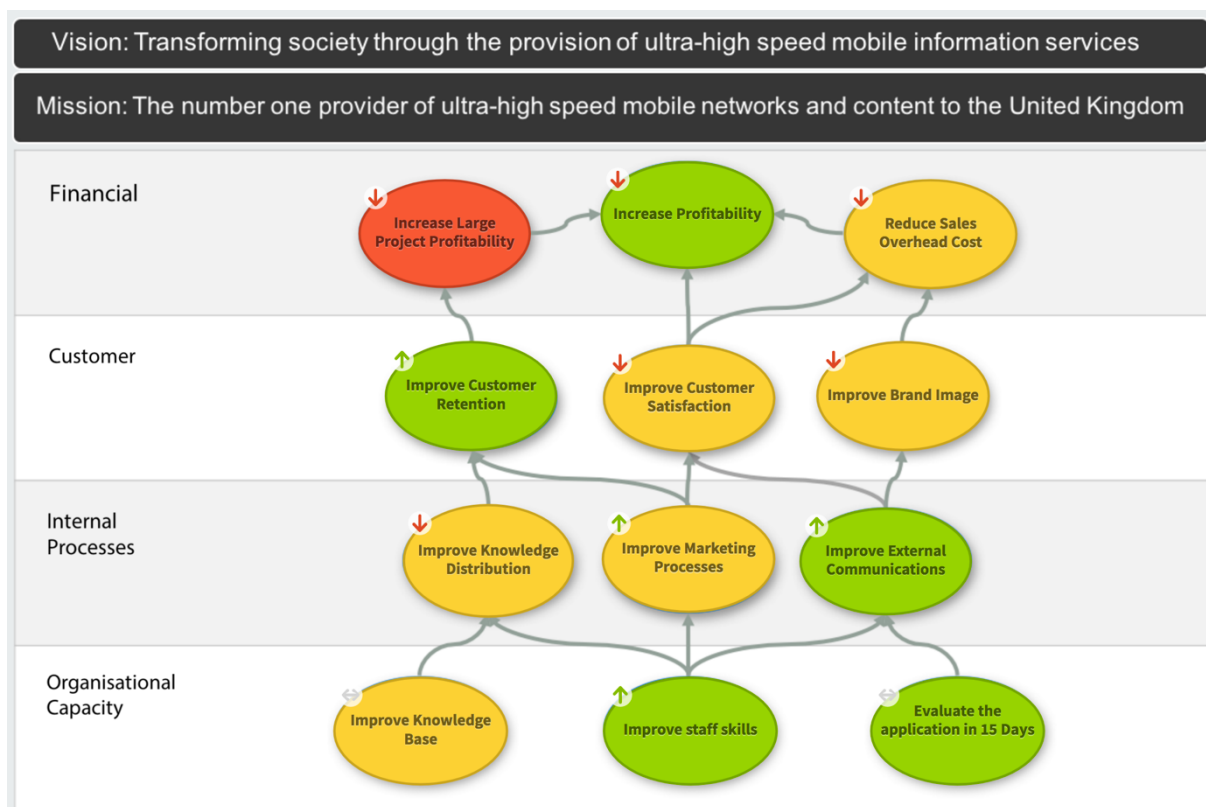 Vision: Transforming society through the provision of ultra-high speed mobile information services
Mission: The number one provider of ultra-high speed mobile networks and content to the United Kingdom
Financial
Increase Large
Project Profitability
Increase Profitability
Reduce Sales
Overhead Cost
Customer
Improve Customer
Retention
Improve Customer
Satisfaction
Improve Brand Image
Internal
Processes
Improve Knowledge
Distribution
Improve Marketing
Processes
Improve External
Communications
Organisational
Capacity
Improve Knowledge
Base
Improve staff skills
Evaluate the
application in 15 Days